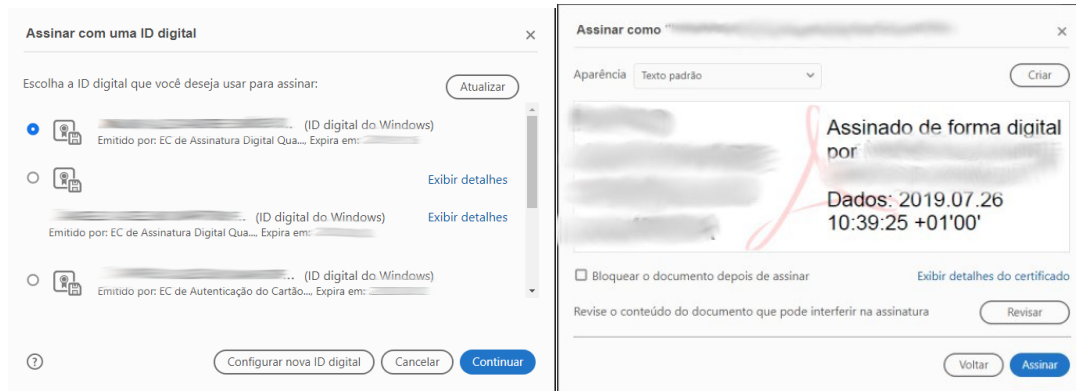 Assinar com uma ID digital
Escolha a ID digital que você deseja usar para assinar:
Atualizar
(ID digital do Windows)
Emitido por: EC de Assinatura Digital Qua..., Expira em:
Exibir detalhes
(ID digital do Windows)
Exibir detalhes
Emitido por: EC de Assinatura Digital Qua..., Expira em:
(ID digital do Windows)
Emitido por: EC de Autenticação do Cartão..., Expira em:
Configurar nova ID digital
Cancelar
Continuar
Assinar como "
Aparência
Texto padrão
Criar
Assinado de forma digital
por
Dados: 2019.07.26
10:39:25 +01'00'
Bloquear o documento depois de assinar
Exibir detalhes do certificado
Revise o conteúdo do documento que pode interferir na assinatura
Revisar
Voltar
Assinar